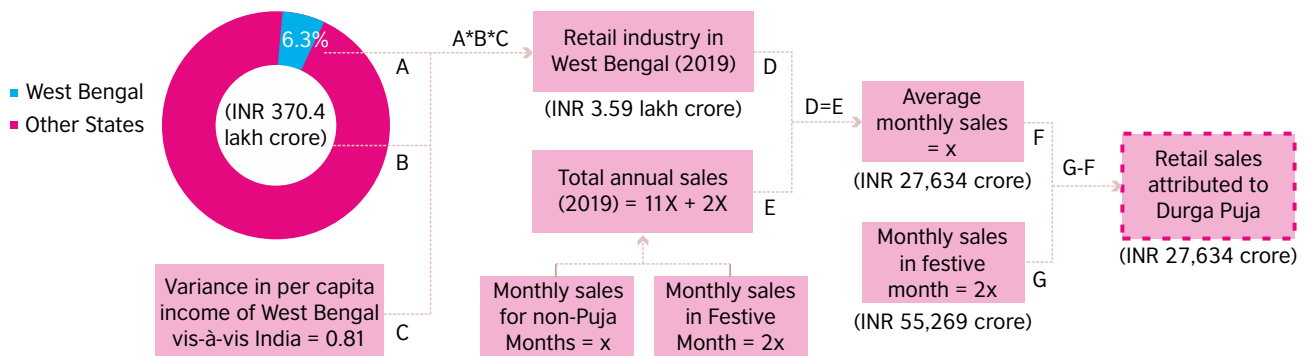 6.3%
West Bengal
Other States
(INR 370.4
lakh crore)
A
B
Variance in per capita
income of West Bengal
vis-à-vis India = 0.81
C
A*B*C
Retail industry in
West Bengal (2019)
D
(INR 3.59 lakh crore)
Total annual sales
(2019) = 11X + 2X
E
Monthly sales
for non-Puja
Months = x
Monthly sales
in Festive
Month = 2x
D=E
Average
monthly sales
= x
F
(INR 27,634 crore)
Monthly sales
in festive
month = 2x
G
(INR 55,269 crore)
G-F
Retail sales
attributed to
Durga Puja
(INR 27,634 crore)